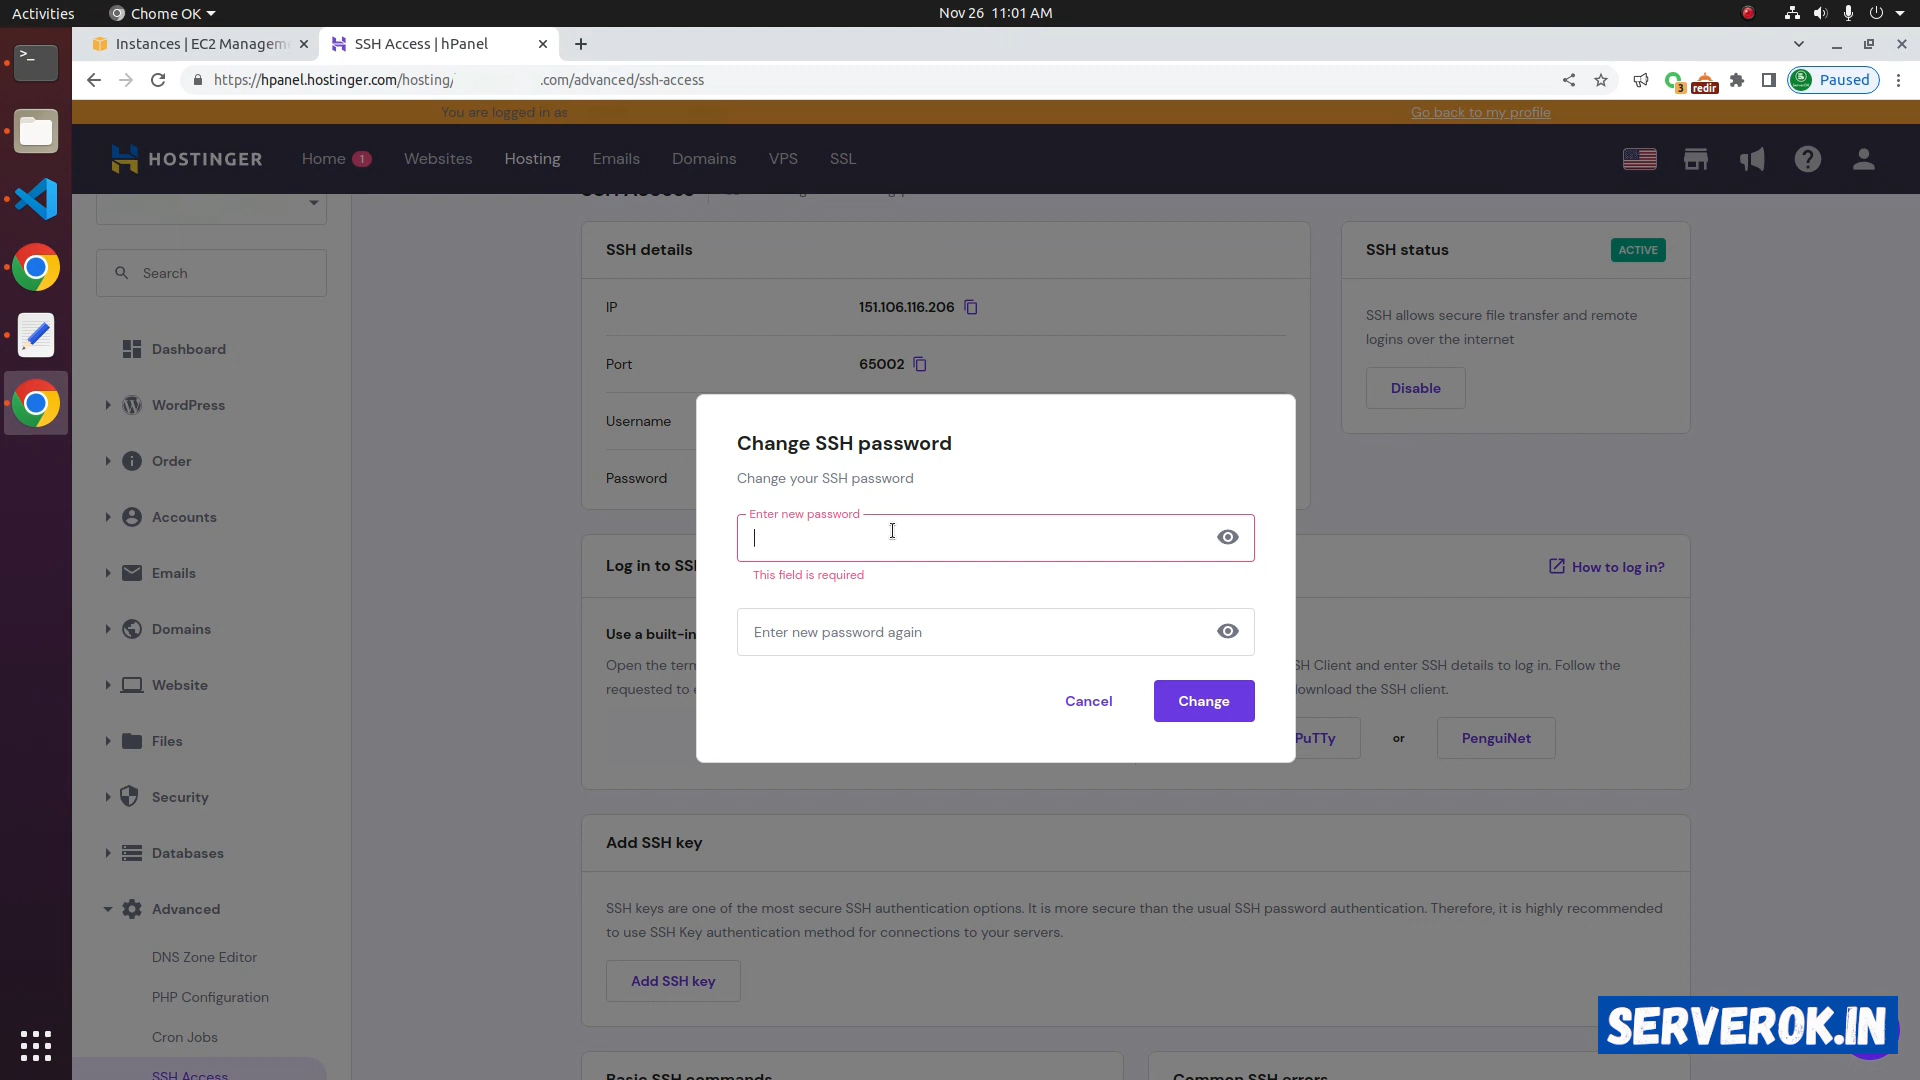 Activities
Chome OK
Nov 26 11:01 AM
Instances | EC2 Managem
SSH Access | hPanel
https://hpanel.hostinger.com/hosting/ .com/advanced/ssh-access
3
redir
Paused
You are logged in as
Go back to my profile
HOSTINGER
Home 1
Websites
Hosting
Emails
Domains
VPS
SSL
SSH details
SSH status
ACTIVE
Search
IP
151.106.116.206
SSH allows secure file transfer and remote
logins over the internet
Dashboard
Port
65002
Disable
WordPress
Username
Change SSH password
Order
Password
Change your SSH password
Accounts
Enter new password
Log in to SSH
How to log in?
Emails
This field is required
Domains
Use a built-in
Enter new password again
Open the term
SH Client and enter SSH details to log in. Follow the
requested to
ownload the SSH client.
Website
Cancel
Change
Files
PuTTy
or
PenguiNet
Security
Add SSH key
Databases
Advanced
SSH keys are one of the most secure SSH authentication options. It is more secure than the usual SSH password authentication. Therefore, it is highly recommended
to use SSH Key authentication method for connections to your servers.
DNS Zone Editor
Add SSH key
PHP Configuration
Cron Jobs
SERVEROK.IN
SSH Access
Basic SSH commands
Common SSH errors